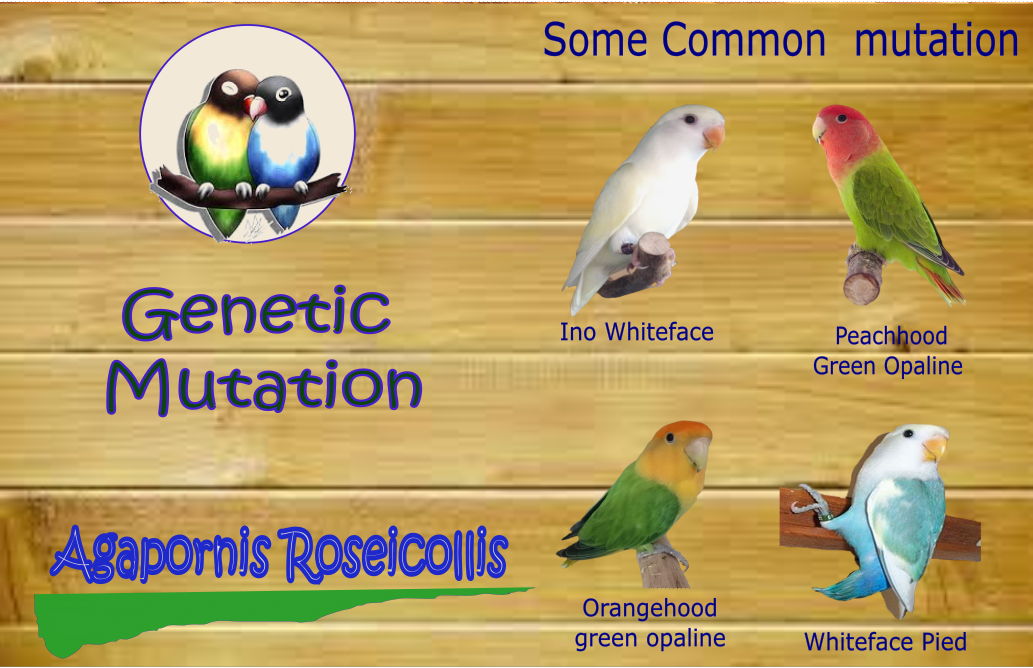 Some Common mutation
Genetic
Mutation
Agapornis Roseicollis
Ino Whiteface
Peachhood
Green Opaline
Orangehood
green opaline
Whiteface Pied